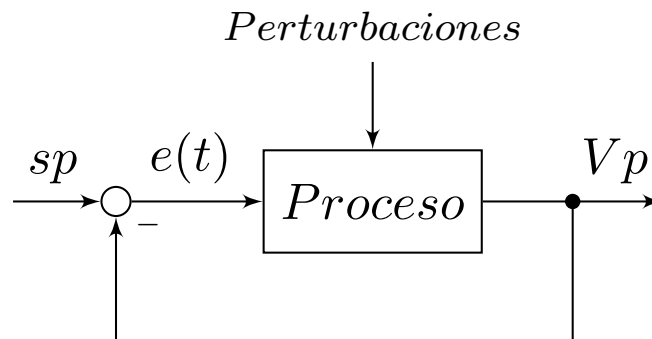 Perturbaciones
sp
e(t)
Proceso
Vp
−